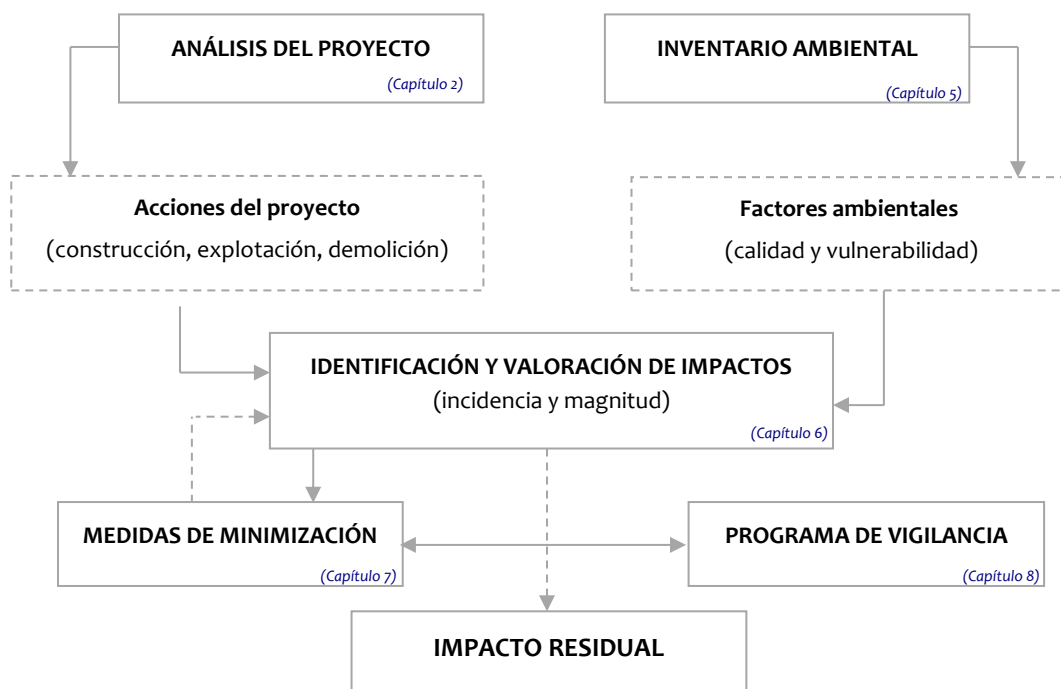 ANÁLISIS DEL PROYECTO
(Capítulo 2)
INVENTARIO AMBIENTAL
(Capítulo 5)
Acciones del proyecto
(construcción, explotación, demolición)
Factores ambientales
(calidad y vulnerabilidad)
IDENTIFICACIÓN Y VALORACIÓN DE IMPACTOS
(incidencia y magnitud)
(Capítulo 6)
MEDIDAS DE MINIMIZACIÓN
(Capítulo 7)
PROGRAMA DE VIGILANCIA
(Capítulo 8)
IMPACTO RESIDUAL